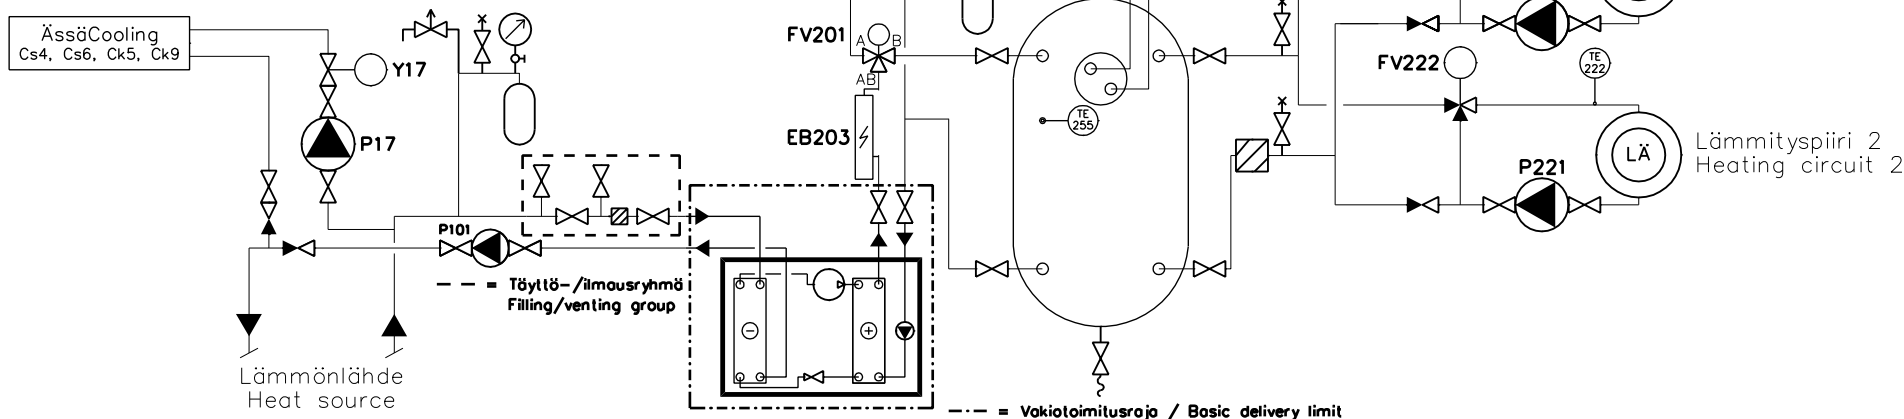 ÄssäCooling
Cs4, Cs6, Ck5, Ck9
Y17
P17
P101
— — = Täyttö-/ilmausryhmä
Filling/venting group
Lämmönlähde
Heat source
FV201
A
B
AB
EB203
-
+
TE
255
— - — = Vakiotoimitusraja / Basic delivery limit
FV222
TE
222
P221
LÄ
Lämmityspiiri 2
Heating circuit 2